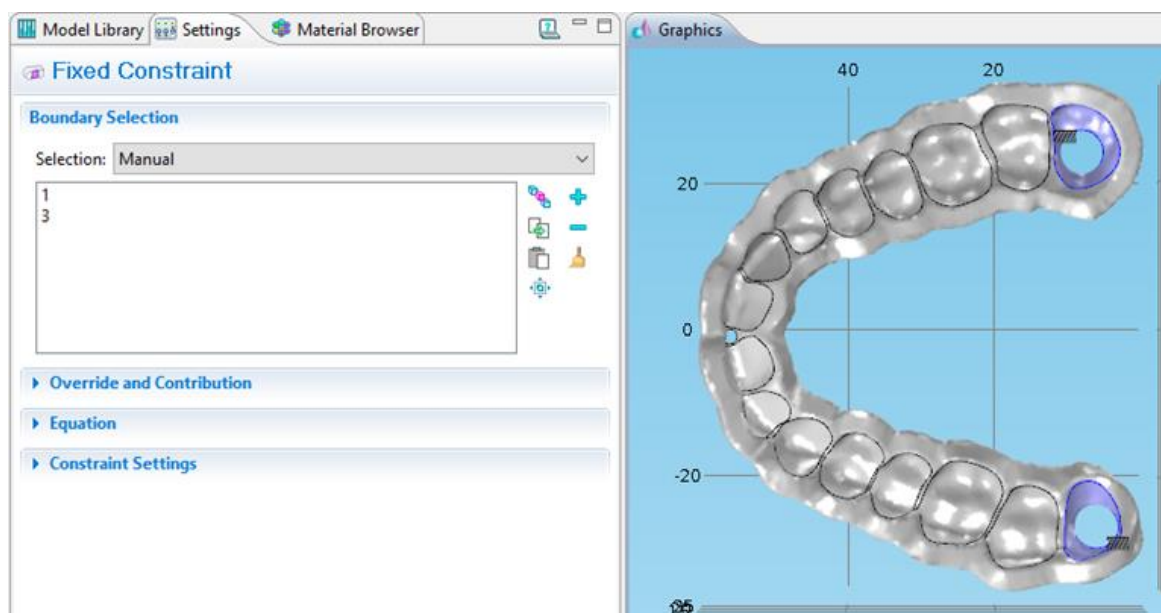 Model Library Settings Material Browser
Fixed Constraint
Boundary Selection
Selection: Manual
1
3
Override and Contribution
Equation
Constraint Settings
Graphics
40 20
20
0
-20